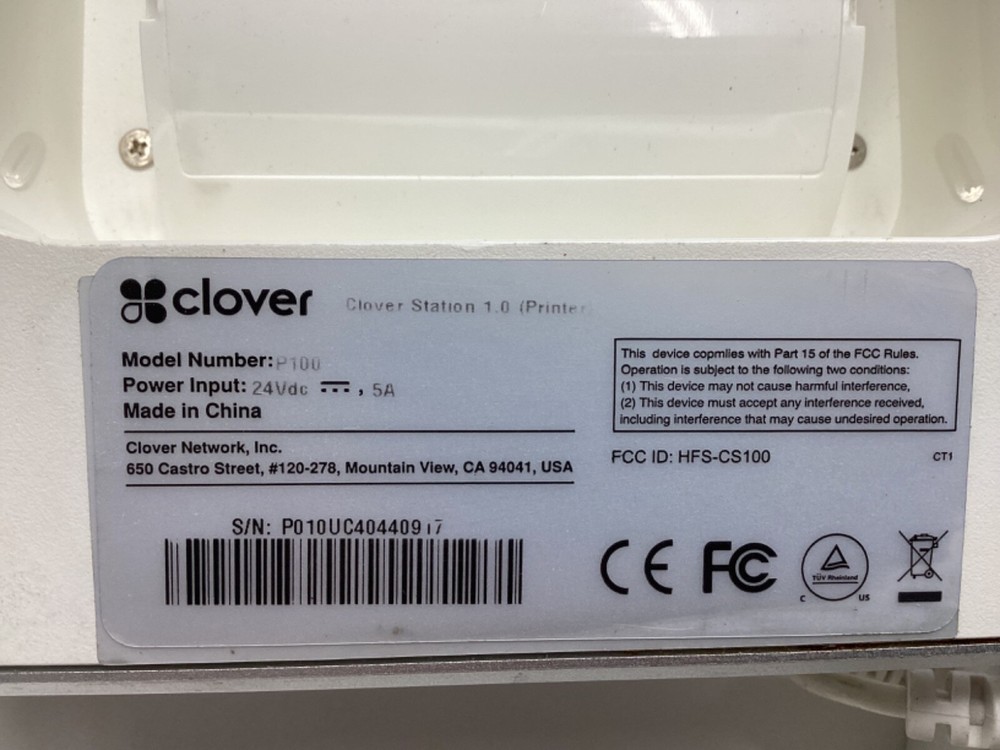 clover
Clover Station 1.0 (Printer
Model Number: P100
Power Input: 24Vdc , 5A
Made in China
Clover Network, Inc.
650 Castro Street, #120-278, Mountain View, CA 94041, USA
S/N:
This device copmlies with Part 15 of the FCC Rules.
Operation is subject to the following two conditions:
(1) This device may not cause harmful interference,
(2) This device must accept any interference received,
including interference that may cause undesired operation.
FCC ID: HFS-CS100
CT1
CE FC
TÜV Rheinland
C US